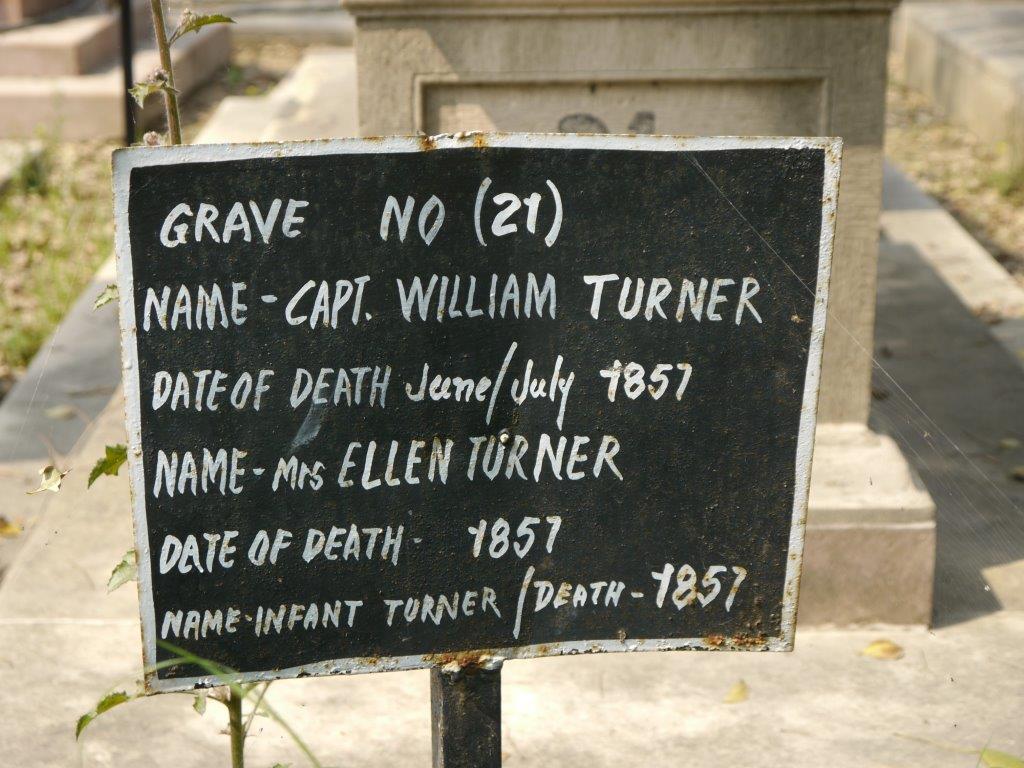 GRAVE NO (21)
NAME - CAPT. WILLIAM TURNER
DATE OF DEATH June/July 1857
NAME - Mrs ELLEN TURNER
DATE OF DEATH - 1857
NAME - INFANT TURNER / DEATH - 1857